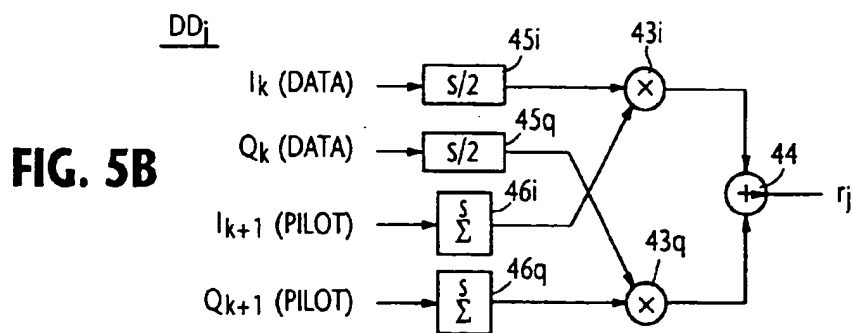 DDj
45i
43i
Ik (DATA)
S/2
×
45q
Qk (DATA)
S/2
44
FIG. 5B
+
rj
46i
Ik+1 (PILOT)
S
Σ
43q
46q
Qk+1 (PILOT)
S
Σ
×